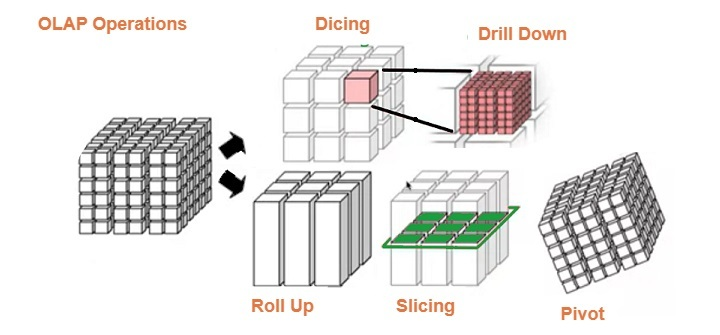 OLAP Operations
Dicing
Drill Down
Roll Up
Slicing
Pivot